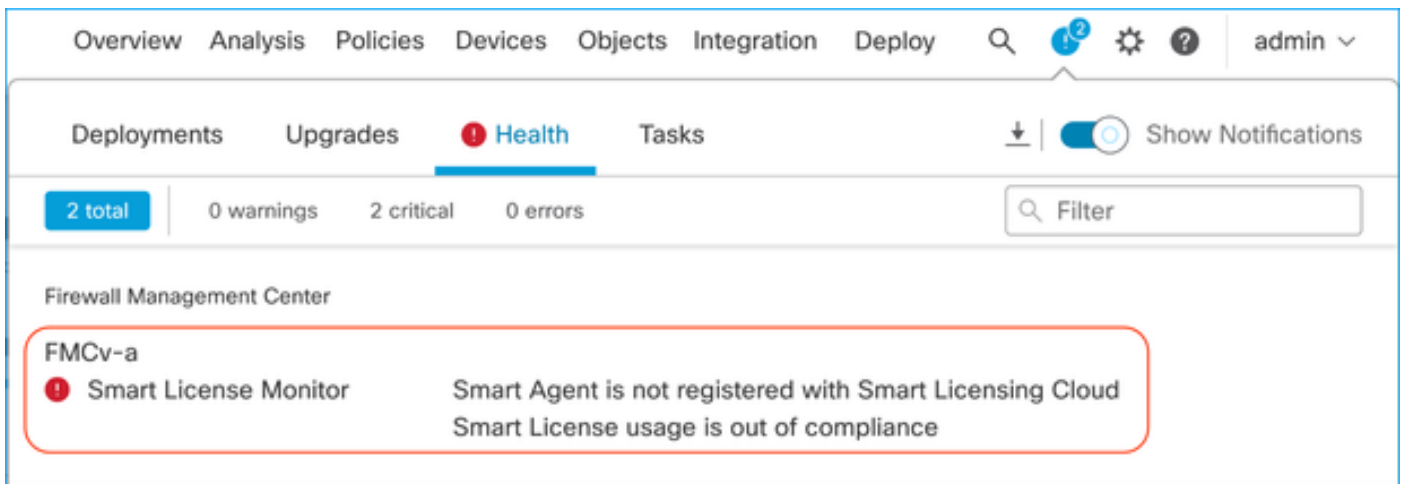 Overview Analysis Policies Devices Objects Integration Deploy 2 admin
Deployments Upgrades Health Tasks Show Notifications
2 total 0 warnings 2 critical 0 errors Filter
Firewall Management Center
FMCv-a
Smart License Monitor Smart Agent is not registered with Smart Licensing Cloud
Smart License usage is out of compliance